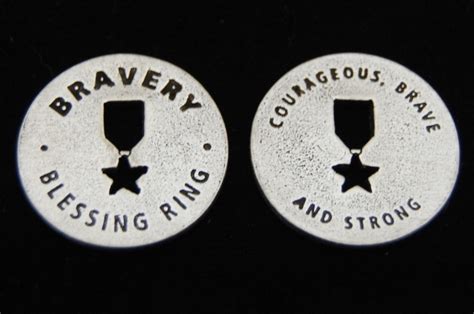 BRAVERY
BLESSING RING
COURAGEOUS, BRAVE
AND STRONG